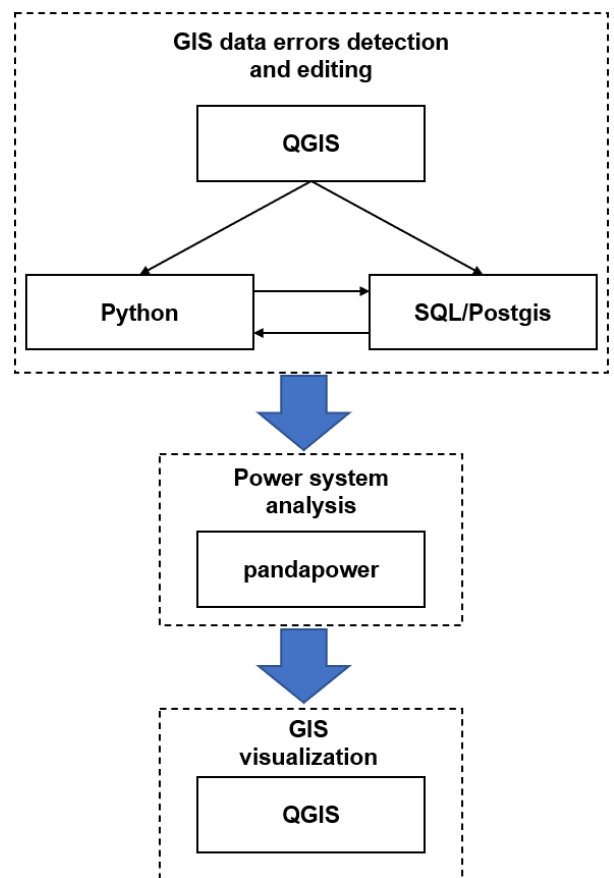 GIS data errors detection
and editing
QGIS
Python
SQL/Postgis
Power system
analysis
pandapower
GIS
visualization
QGIS